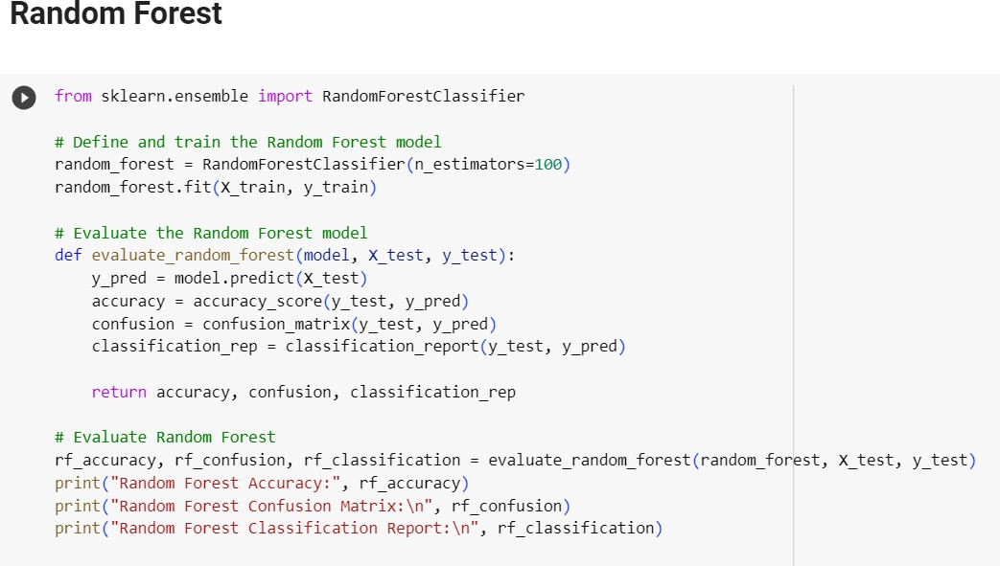 Random Forest
from sklearn.ensemble import RandomForestClassifier
# Define and train the Random Forest model
random_forest = RandomForestClassifier(n_estimators=100)
random_forest.fit(X_train, y_train)
# Evaluate the Random Forest model
def evaluate_random_forest(model, X_test, y_test):
    y_pred = model.predict(X_test)
    accuracy = accuracy_score(y_test, y_pred)
    confusion = confusion_matrix(y_test, y_pred)
    classification_rep = classification_report(y_test, y_pred)
    return accuracy, confusion, classification_rep
# Evaluate Random Forest
rf_accuracy, rf_confusion, rf_classification = evaluate_random_forest(random_forest, X_test, y_test)
print("Random Forest Accuracy:", rf_accuracy)
print("Random Forest Confusion Matrix:\n", rf_confusion)
print("Random Forest Classification Report:\n", rf_classification)